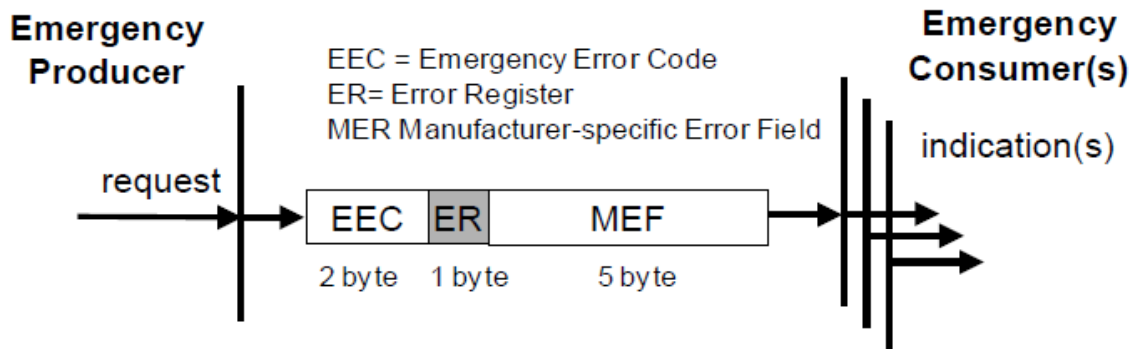 Emergency
Producer
EEC = Emergency Error Code
ER= Error Register
MER Manufacturer-specific Error Field
Emergency
Consumer(s)
request
indication(s)
EEC
ER
MEF
2 byte
1 byte
5 byte